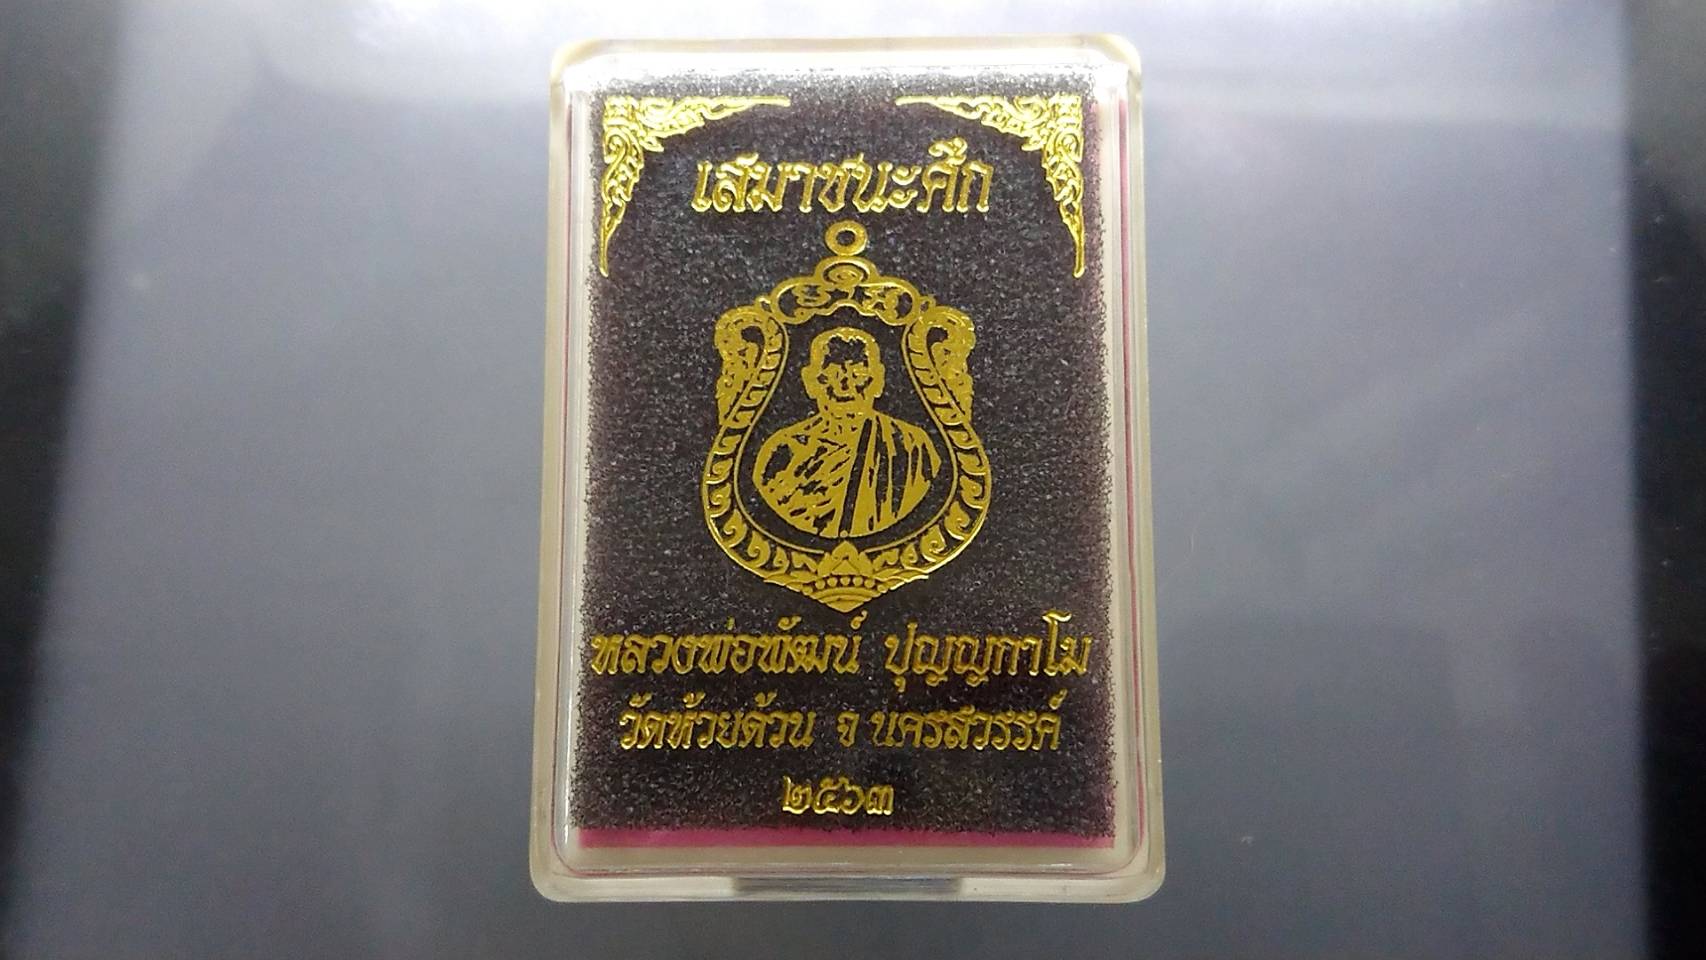 เสมาชนะศึก
หลวงพ่อพัฒน์ ปุญญกาโม
วัดห้วยด้วน จ นครสวรรค์
๒๕๖๓